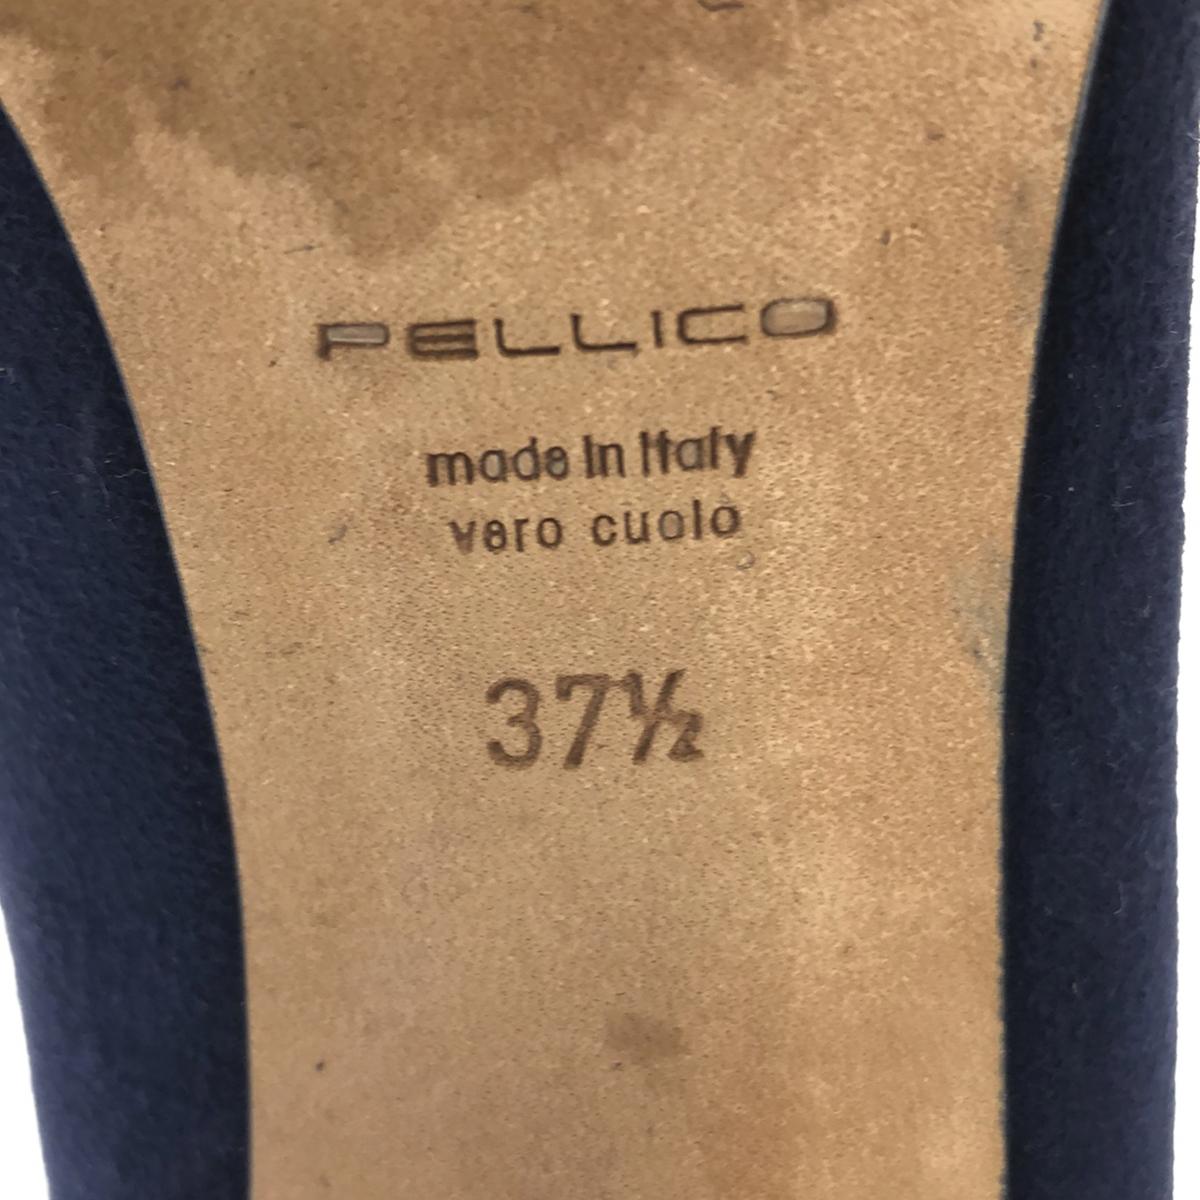 PELLICO
made in Italy
vero cuoio
37½